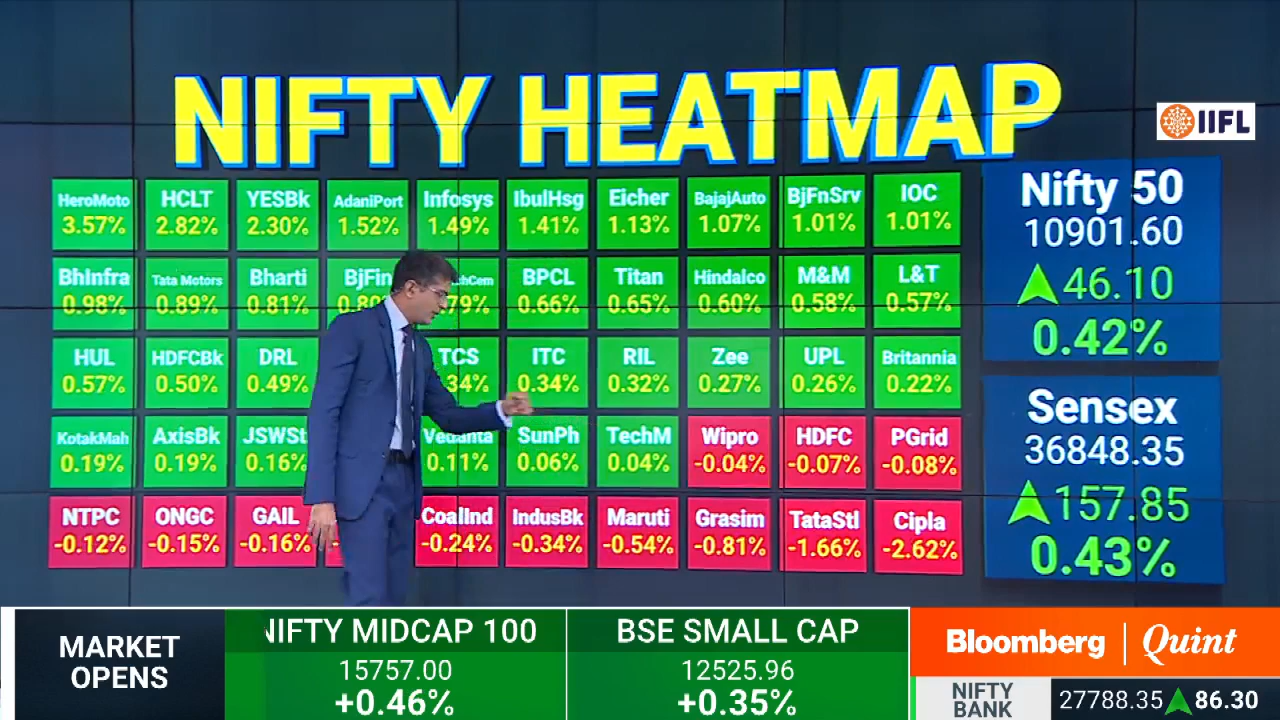 NIFTY HEATMAP
IIFL
HeroMoto HCLT YESBk AdaniPort Infosys IbulHsg Eicher BajajAuto BjFnSrv IOC
3.57% 2.82% 2.30% 1.52% 1.49% 1.41% 1.13% 1.07% 1.01% 1.01%
BhInfra Tata Motors Bharti BjFin BPCL Titan Hindalco M&M L&T
0.98% 0.89% 0.81% 0.66% 0.65% 0.60% 0.58% 0.57%
HUL HDFCBk DRL TCS ITC RIL Zee UPL Britannia
0.57% 0.50% 0.49% .34% 0.34% 0.32% 0.27% 0.26% 0.22%
KotakMah AxisBk JSWSt Vedanta SunPh TechM Wipro HDFC PGrid
0.19% 0.19% 0.16% 0.11% 0.06% 0.04% -0.04% -0.07% -0.08%
NTPC ONGC GAIL CoalInd IndusBk Maruti Grasim TataStl Cipla
-0.12% -0.15% -0.16% -0.24% -0.34% -0.54% -0.81% -1.66% -2.62%
Nifty 50
10901.60
46.10
0.42%
Sensex
36848.35
157.85
0.43%
MARKET
OPENS
NIFTY MIDCAP 100
15757.00
+0.46%
BSE SMALL CAP
12525.96
+0.35%
Bloomberg | Quint
NIFTY
BANK
27788.35 86.30